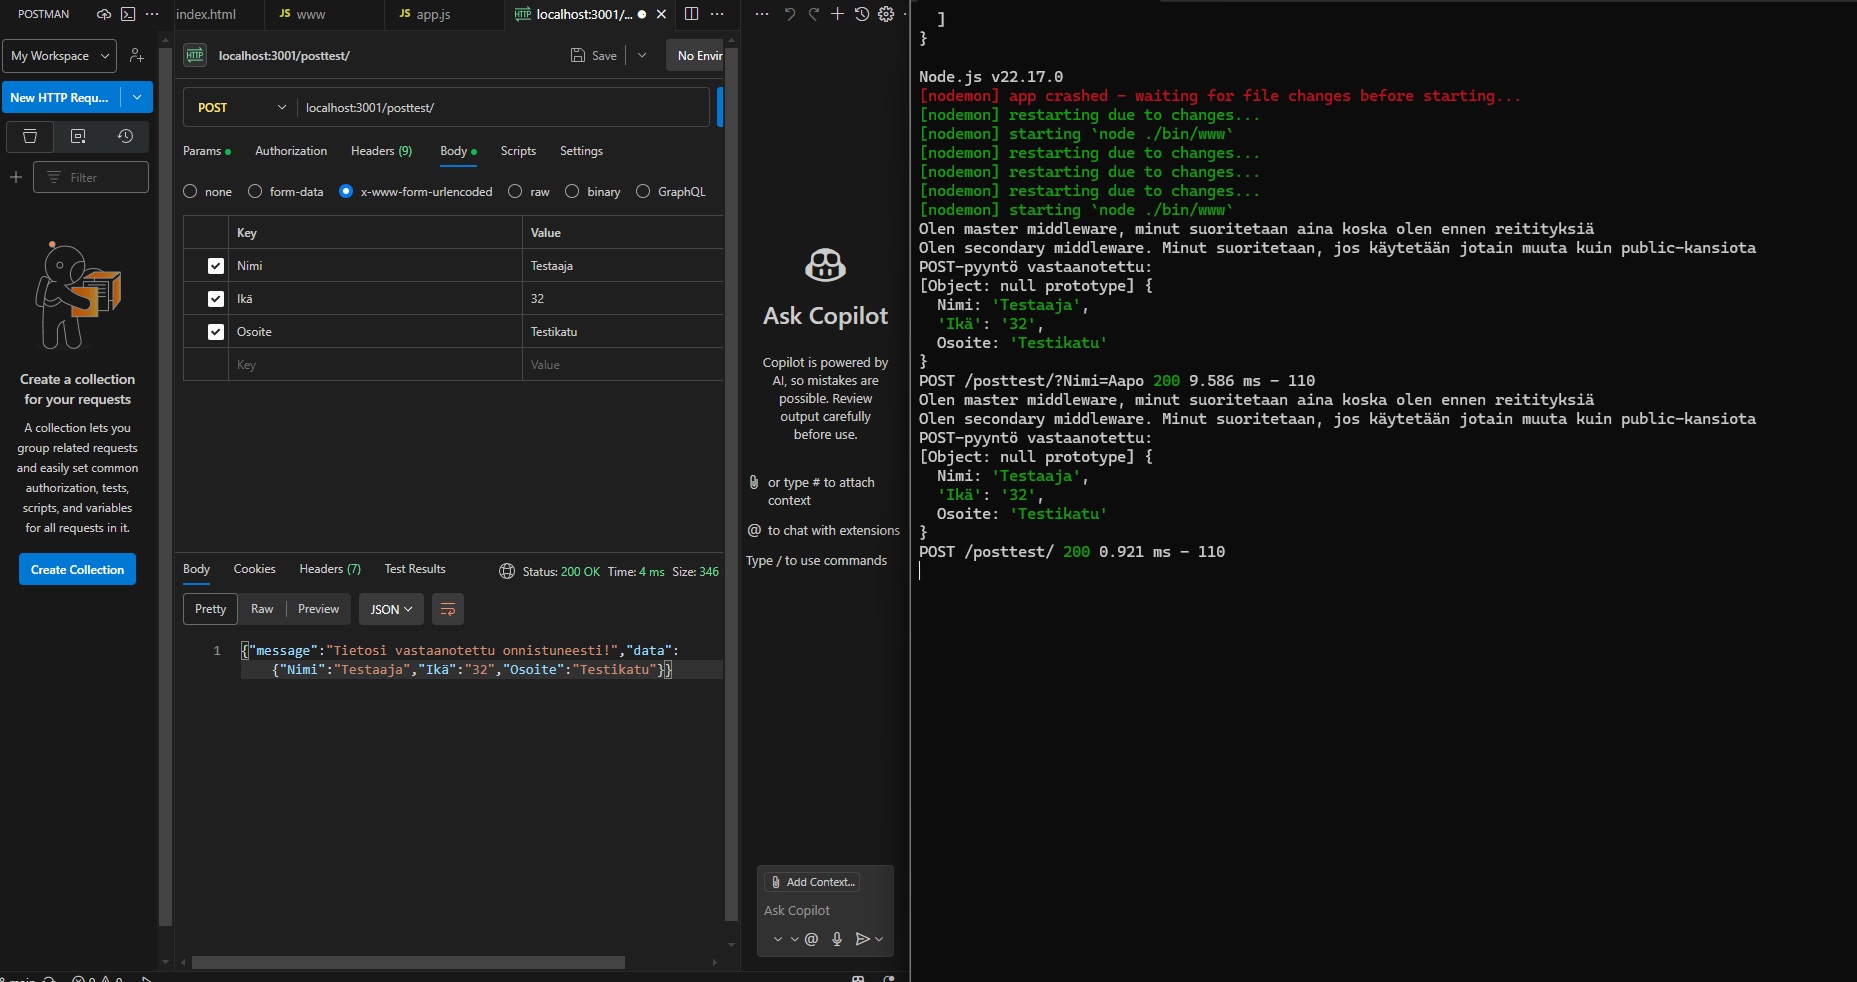 POSTMAN
My Workspace
New HTTP Requ...
Filter
Create a collection
for your requests
A collection lets you
group related requests
and easily set common
authorization, tests,
scripts, and variables
for all requests in it.
Create Collection
index.html
JS www
JS app.js
HTTP localhost:3001/...
HTTP localhost:3001/posttest/
Save
No Envir
POST
localhost:3001/posttest/
Params
Authorization
Headers (9)
Body
Scripts
Settings
none
form-data
x-www-form-urlencoded
raw
binary
GraphQL
Key Value
Nimi Testaaja
Ikä 32
Osoite Testikatu
Key Value
Body
Cookies
Headers (7)
Test Results
Status: 200 OK Time: 4 ms Size: 346
Pretty
Raw
Preview
JSON
1 {"message":"Tietosi vastaanotettu onnistuneesti!","data":
{"Nimi":"Testaaja","Ikä":"32","Osoite":"Testikatu"}}
Ask Copilot
Copilot is powered by
AI, so mistakes are
possible. Review
output carefully
before use.
or type # to attach
context
@ to chat with extensions
Type / to use commands
Add Context...
Ask Copilot
@
]
}
Node.js v22.17.0
[nodemon] app crashed - waiting for file changes before starting...
[nodemon] restarting due to changes...
[nodemon] starting `node ./bin/www`
[nodemon] restarting due to changes...
[nodemon] restarting due to changes...
[nodemon] restarting due to changes...
[nodemon] starting `node ./bin/www`
Olen master middleware, minut suoritetaan aina koska olen ennen reitityksiä
Olen secondary middleware. Minut suoritetaan, jos käytetään jotain muuta kuin public-kansiota
POST-pyyntö vastaanotettu:
[Object: null prototype] {
Nimi: 'Testaaja',
'Ikä': '32',
Osoite: 'Testikatu'
}
POST /posttest/?Nimi=Aapo 200 9.586 ms - 110
Olen master middleware, minut suoritetaan aina koska olen ennen reitityksiä
Olen secondary middleware. Minut suoritetaan, jos käytetään jotain muuta kuin public-kansiota
POST-pyyntö vastaanotettu:
[Object: null prototype] {
Nimi: 'Testaaja',
'Ikä': '32',
Osoite: 'Testikatu'
}
POST /posttest/ 200 0.921 ms - 110